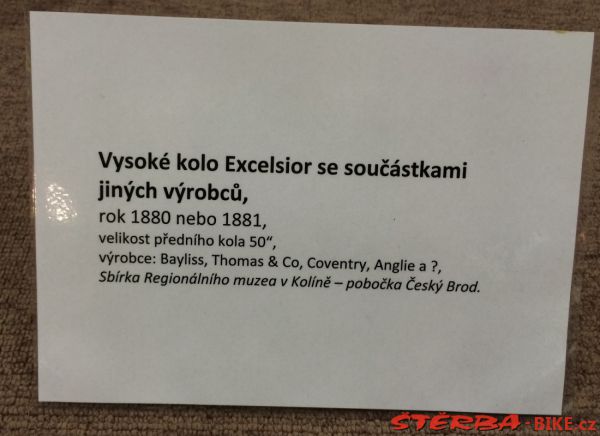 Vysoké kolo Excelsior se součástkami
jiných výrobců,
rok 1880 nebo 1881,
velikost předního kola 50“,
výrobce: Bayliss, Thomas & Co, Coventry, Anglie a ?,
Sbírka Regionálního muzea v Kolíně – pobočka Český Brod.
ŠTĚRBA-BIKE.cz